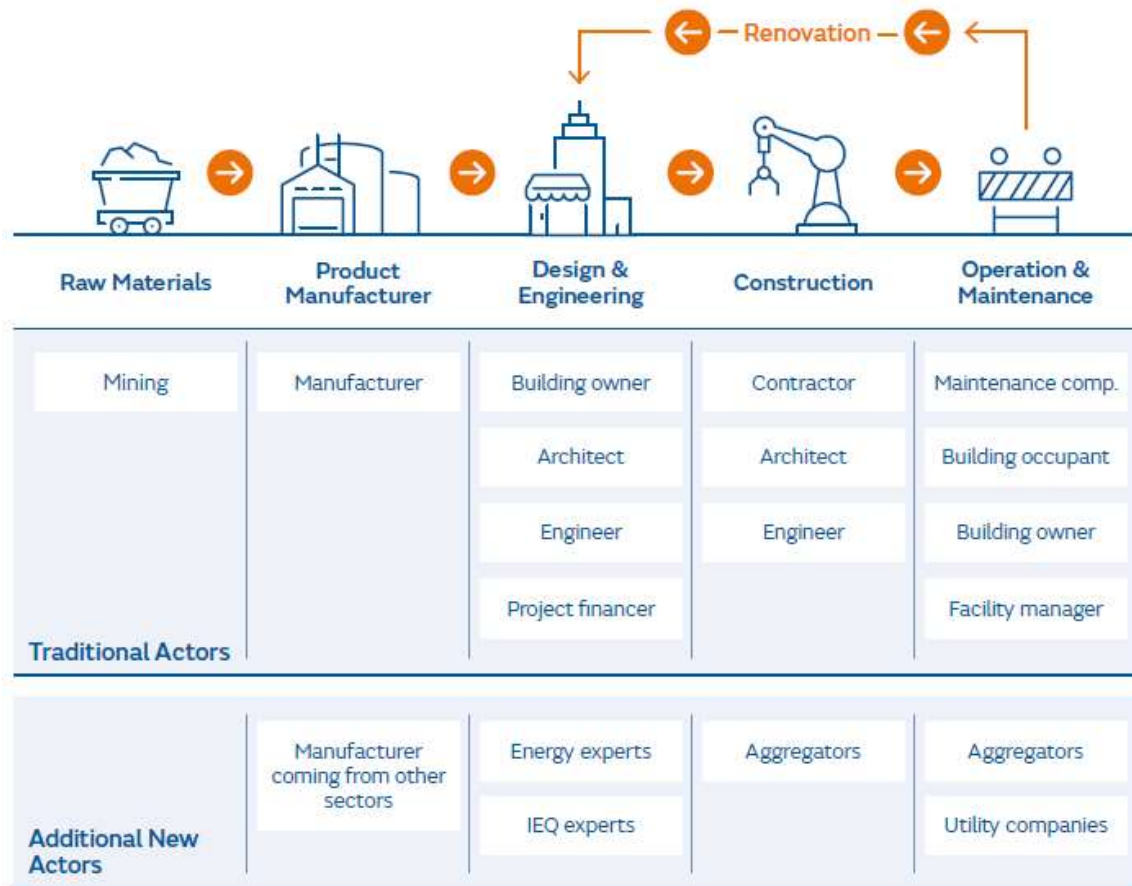 Renovation
Raw Materials
Product
Manufacturer
Design &
Engineering
Construction
Operation &
Maintenance
Mining
Manufacturer
Building owner
Contractor
Maintenance comp.
Architect
Architect
Building occupant
Engineer
Engineer
Building owner
Project financer
Facility manager
Traditional Actors
Manufacturer
coming from other
sectors
Energy experts
Aggregators
Aggregators
IEQ experts
Utility companies
Additional New
Actors